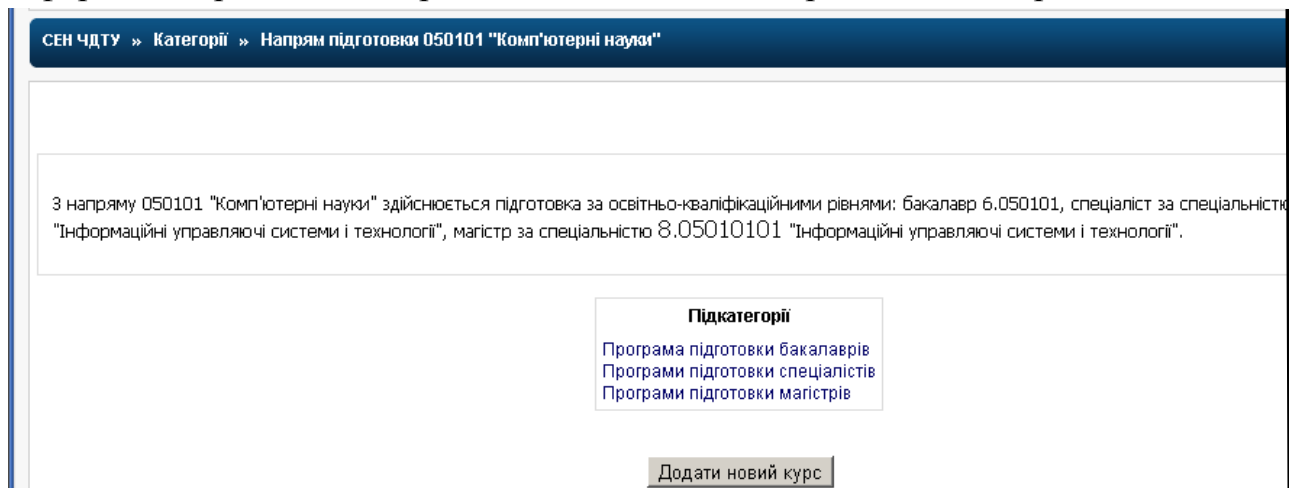 СЕН ЧДТУ » Категорії » Напрям підготовки 050101 "Комп'ютерні науки"
З напряму 050101 "Комп'ютерні науки" здійснюється підготовка за освітньо-кваліфікаційними рівнями: бакалавр 6.050101, спеціаліст за
"Інформаційні управляючі системи і технології", магістр за спеціальністю 8.05010101 "Інформаційні управляючі системи і технології".
Підкатегорії
Програма підготовки бакалаврів
Програми підготовки спеціалістів
Програми підготовки магістрів
Додати новий курс